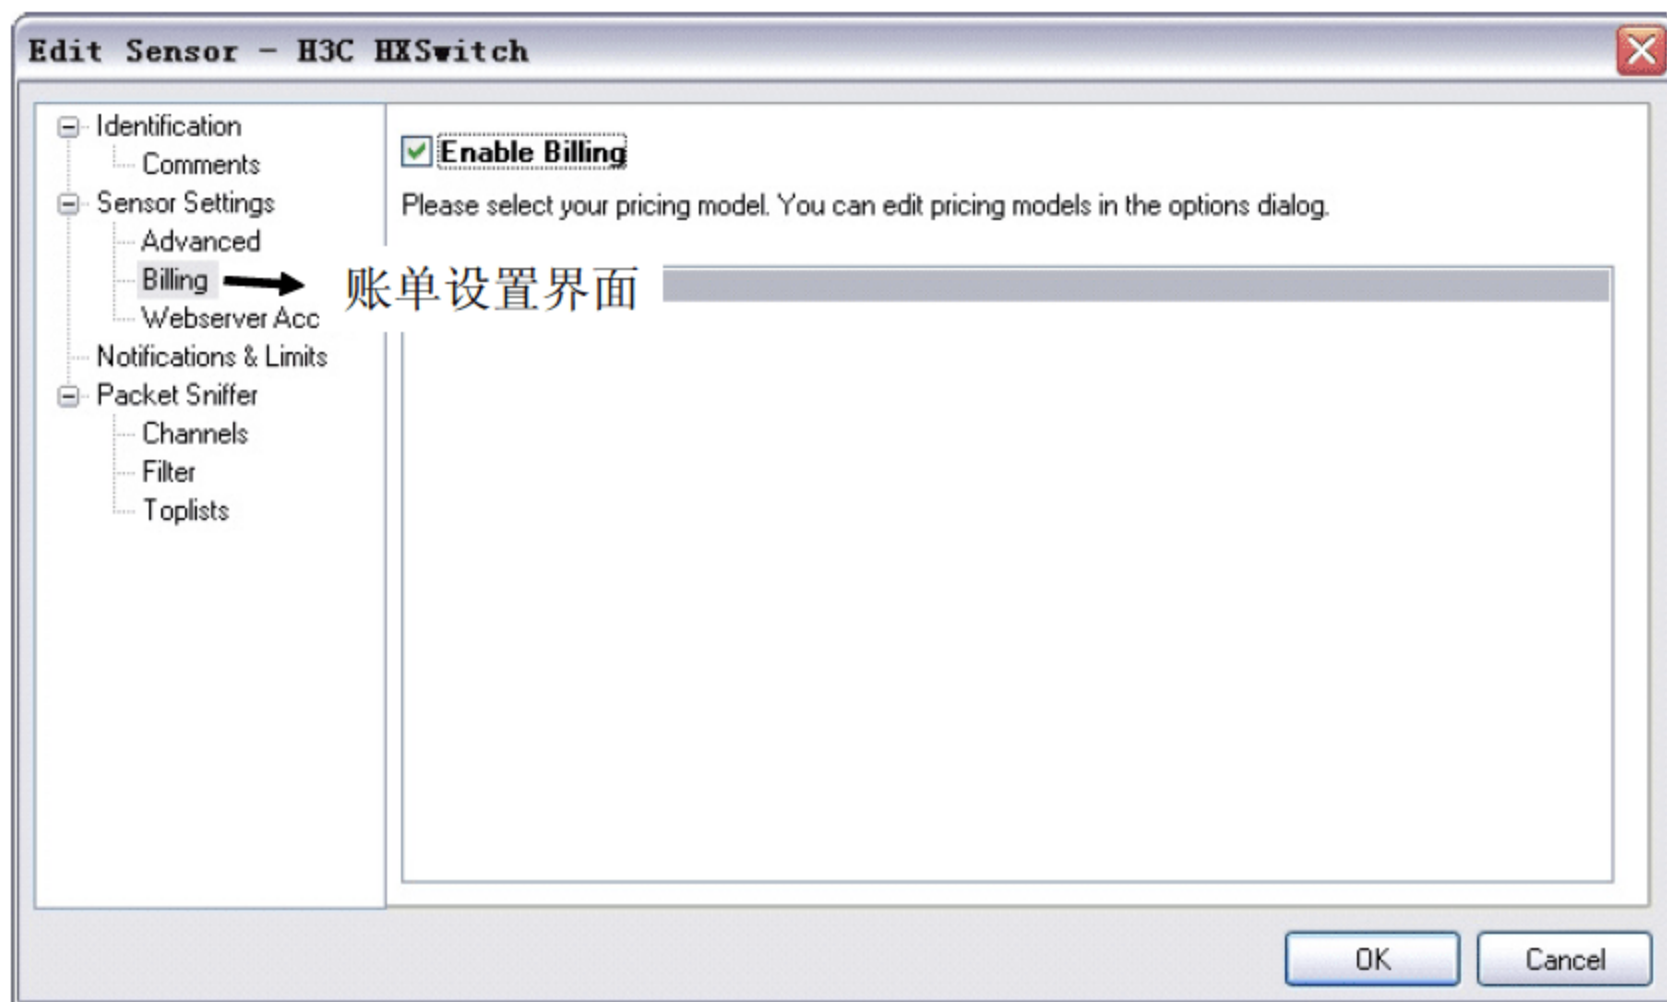 Edit Sensor - H3C HXSwitch
Identification
Comments
Sensor Settings
Advanced
Billing
Webserver Acc
Notifications & Limits
Packet Sniffer
Channels
Filter
Toplists
Enable Billing
Please select your pricing model. You can edit pricing models in the options dialog.
账单设置界面
OK
Cancel